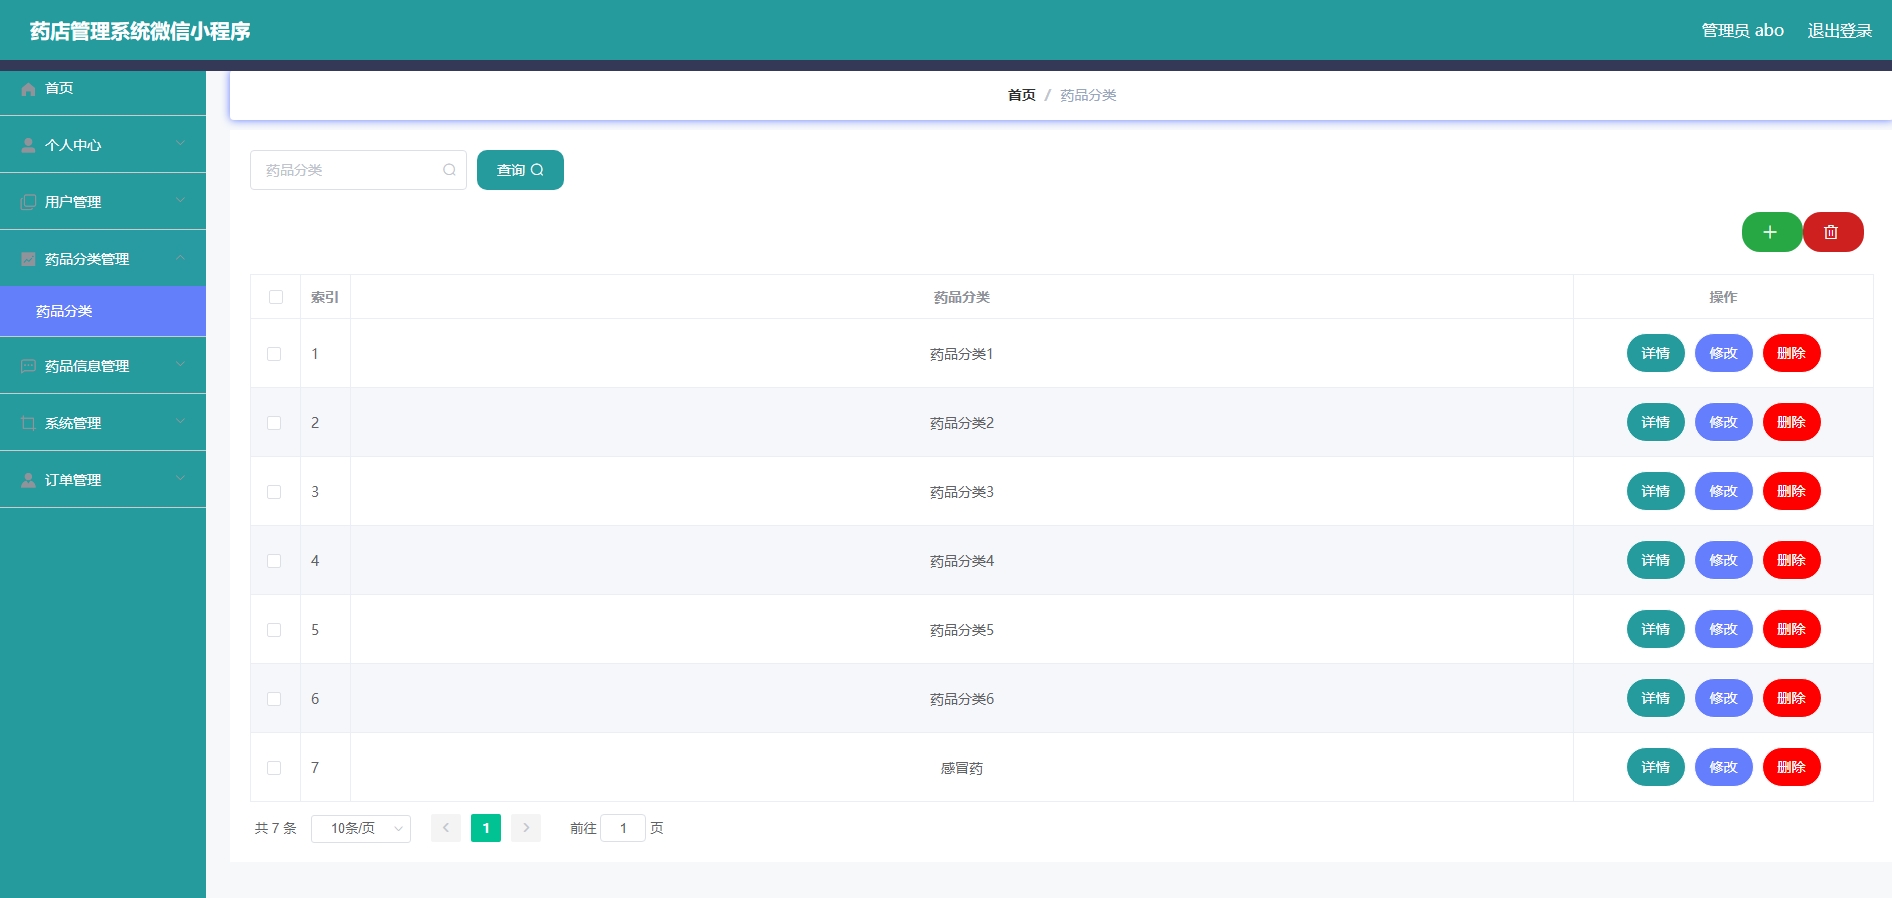 药店管理系统微信小程序
管理员 abo 退出登录
首页
个人中心
用户管理
药品分类管理
药品分类
药品信息管理
系统管理
订单管理
首页 / 药品分类
药品分类 查询
索引 药品分类 操作
1 药品分类1 详情 修改 删除
2 药品分类2 详情 修改 删除
3 药品分类3 详情 修改 删除
4 药品分类4 详情 修改 删除
5 药品分类5 详情 修改 删除
6 药品分类6 详情 修改 删除
7 感冒药 详情 修改 删除
共 7 条 10条/页 1 前往 1 页